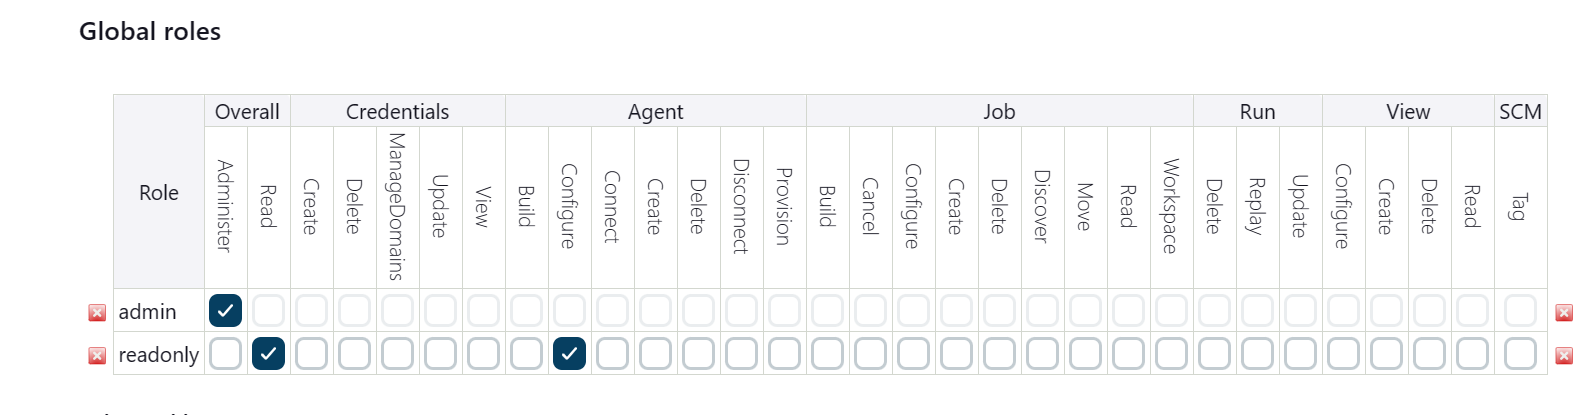 Global roles
Role Overall Credentials Agent Job Run View SCM
Administer Read Create Delete ManageDomains Update View Build Configure Connect Create Delete Disconnect Provision Build Cancel Configure Create Delete Discover Move Read Workspace Delete Replay Update Configure Create Delete Read Tag
admin
readonly